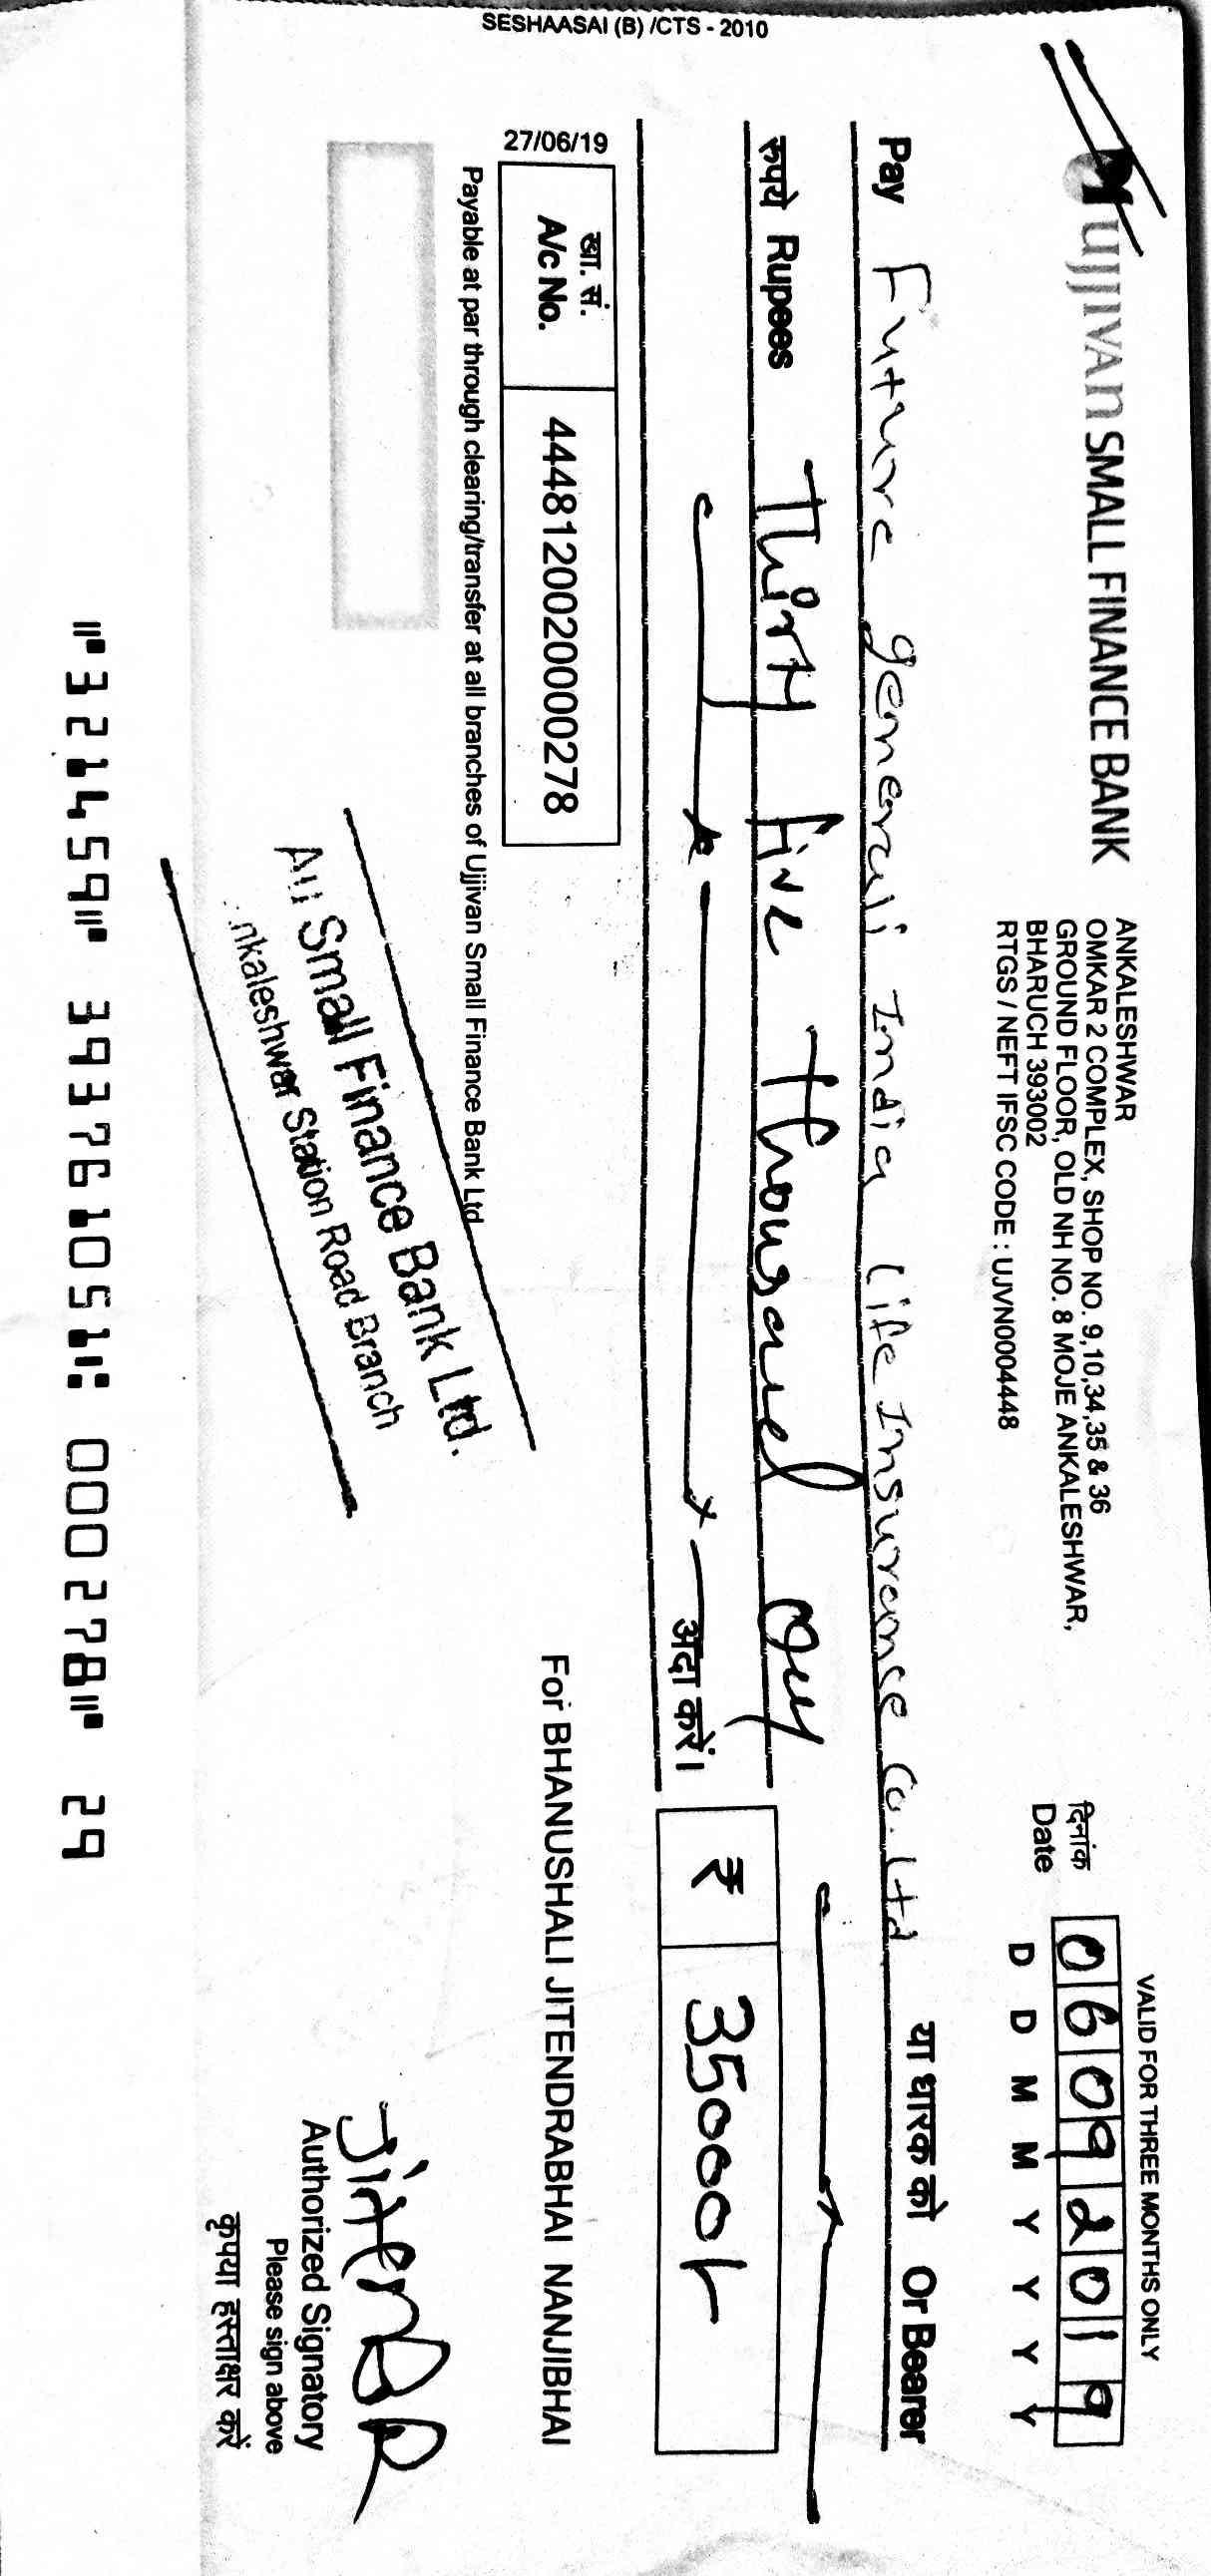 ujjivan SMALL FINANCE BANK
ANKALESHWAR
OMKAR 2 COMPLEX, SHOP NO. 9,10,34,35 & 36
GROUND FLOOR, OLD NH NO. 8 MOJE ANKALESHWAR,
BHARUCH 393002
RTGS / NEFT IFSC CODE : UJVN0004448
VALID FOR THREE MONTHS ONLY
दिनांक
Date
06092019
D D M M Y Y Y Y
Pay Future generali India Life Insurance Co. Ltd या धारक को Or Bearer
रुपये Rupees Thirty five thousand only
अदा करें।
₹ 35000/-
27/06/19
खा. सं.
A/c No.
4448120020000278
For BHANUSHALI JITENDRABHAI NANJIBHAI
Payable at par through clearing/transfer at all branches of Ujjivan Small Finance Bank Ltd
Au Small Finance Bank Ltd.
nkaleshwar Station Road Branch
Authorized Signatory
Please sign above
कृपया हस्ताक्षर करें
⑈321459⑈ 393761051⑆ 000278⑈ 29
SESHAASAI (B) /CTS - 2010